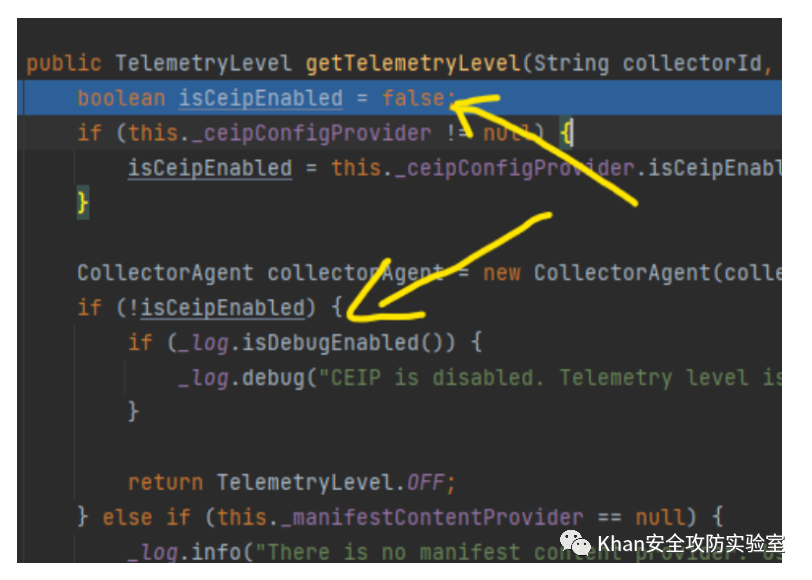 public TelemetryLevel getTelemetryLevel(String collectorId,
boolean isCeipEnabled = false;
if (this._ceipConfigProvider != null) {
isCeipEnabled = this._ceipConfigProvider.isCeipEnabl
}
CollectorAgent collectorAgent = new CollectorAgent(colle
if (!isCeipEnabled) {
if (_log.isDebugEnabled()) {
_log.debug("CEIP is disabled. Telemetry level is
}
return TelemetryLevel.OFF;
} else if (this._manifestContentProvider == null) {
_log.info("There is no manifest content provider.
Khan安全攻防实验室